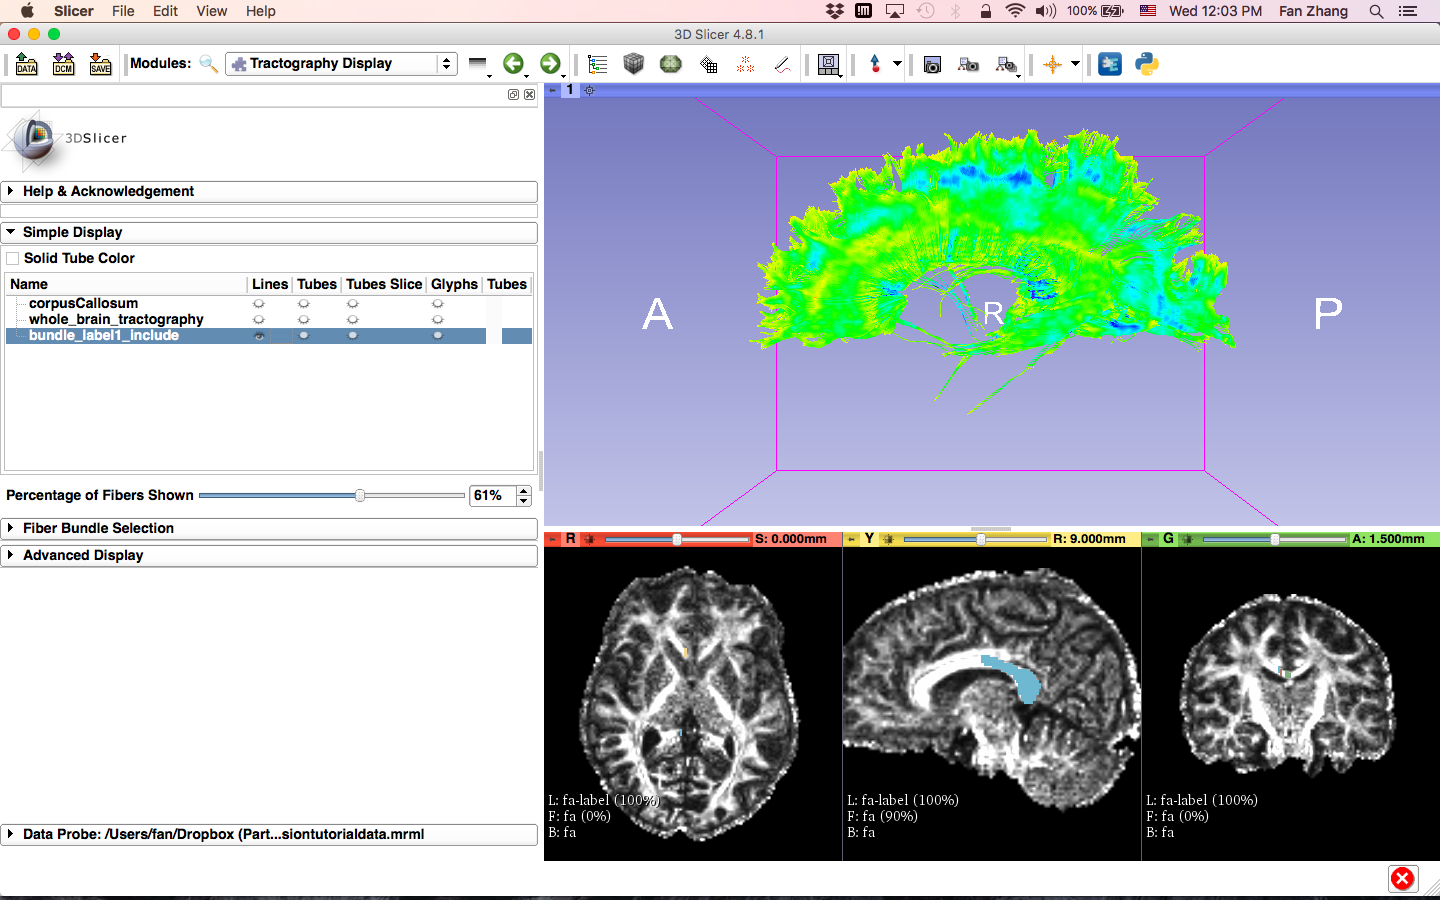 Slicer File Edit View Help 100% Wed 12:03 PM Fan Zhang
3D Slicer 4.8.1
DATA DCM SAVE Modules: Tractography Display
1
3DSlicer
Help & Acknowledgement
Simple Display
Solid Tube Color
Name Lines Tubes Tubes Slice Glyphs Tubes
corpusCallosum
whole_brain_tractography
bundle_label1_include
Percentage of Fibers Shown 61%
Fiber Bundle Selection
Advanced Display
Data Probe: /Users/fan/Dropbox (Part...siontutorialdata.mrml
A R P
R S: 0.000mm
L: fa-label (100%)
F: fa (0%)
B: fa
Y R: 9.000mm
L: fa-label (100%)
F: fa (90%)
B: fa
G A: 1.500mm
L: fa-label (100%)
F: fa (0%)
B: fa